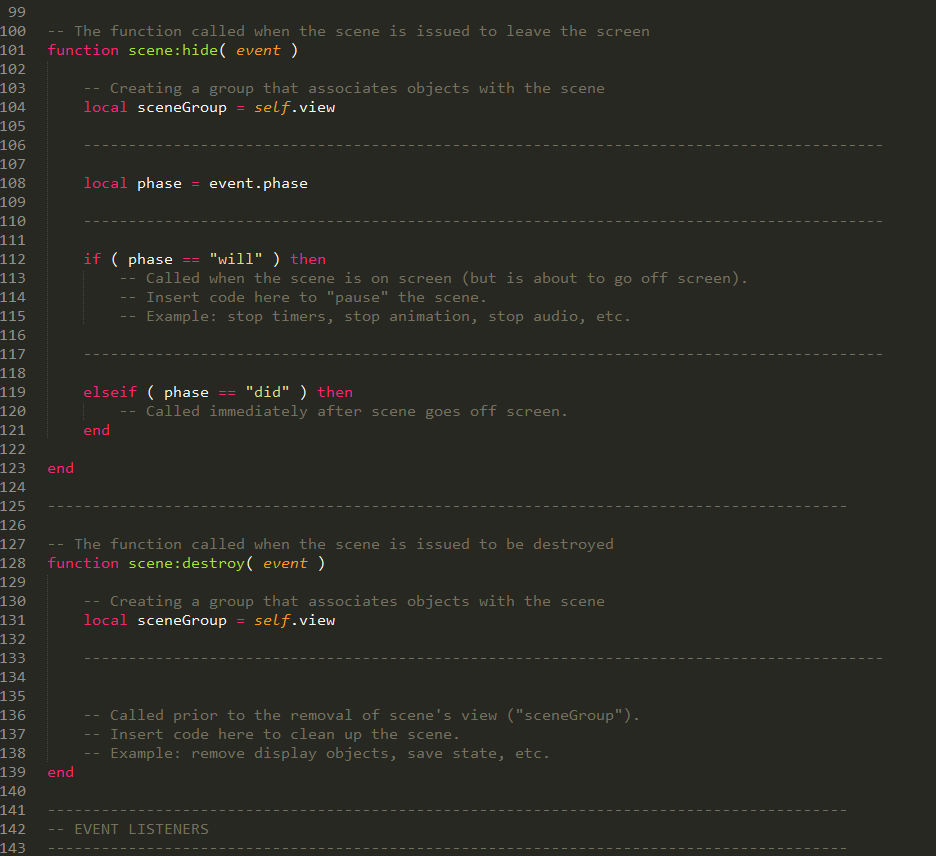 99
100 -- The function called when the scene is issued to leave the screen
101 function scene:hide( event )
102
103     -- Creating a group that associates objects with the scene
104     local sceneGroup = self.view
105
106     -----------------------------------------------------------------------------------------
107
108     local phase = event.phase
109
110     -----------------------------------------------------------------------------------------
111
112     if ( phase == "will" ) then
113         -- Called when the scene is on screen (but is about to go off screen).
114         -- Insert code here to "pause" the scene.
115         -- Example: stop timers, stop animation, stop audio, etc.
116
117     -----------------------------------------------------------------------------------------
118
119     elseif ( phase == "did" ) then
120         -- Called immediately after scene goes off screen.
121     end
122
123 end
124
125 -----------------------------------------------------------------------------------------
126
127 -- The function called when the scene is issued to be destroyed
128 function scene:destroy( event )
129
130     -- Creating a group that associates objects with the scene
131     local sceneGroup = self.view
132
133     -----------------------------------------------------------------------------------------
134
135
136     -- Called prior to the removal of scene's view ("sceneGroup").
137     -- Insert code here to clean up the scene.
138     -- Example: remove display objects, save state, etc.
139 end
140
141 -----------------------------------------------------------------------------------------
142 -- EVENT LISTENERS
143 -----------------------------------------------------------------------------------------